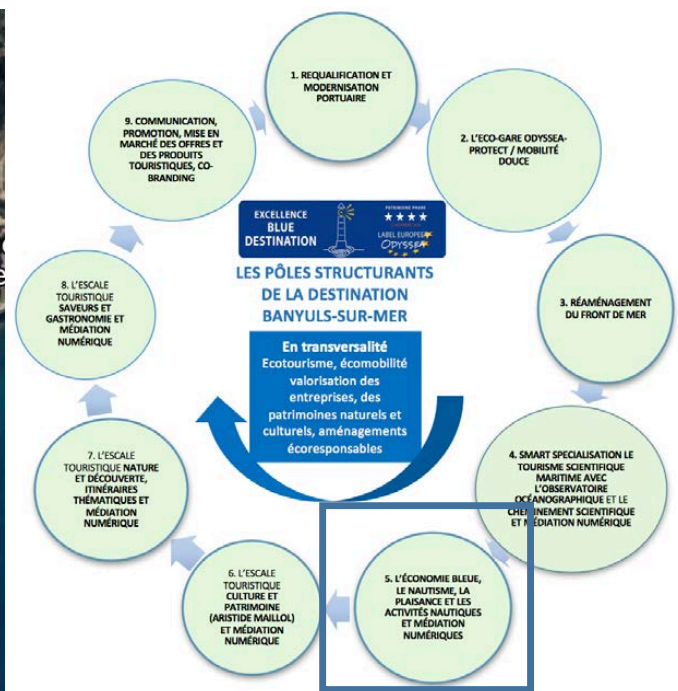 1. REQUALIFICATION ET
MODERNISATION
PORTUAIRE
2. L'ECO-GARE ODYSSEA-
PROTECT / MOBILITÉ
DOUCE
3. RÉAMÉNAGEMENT
DU FRONT DE MER
4. SMART SPECIALISATION LE
TOURISME SCIENTIFIQUE
MARITIME AVEC
L'OBSERVATOIRE
OCÉANOGRAPHIQUE ET LE
CHEMINEMENT SCIENTIFIQUE
ET MÉDIATION NUMÉRIQUE
5. L'ÉCONOMIE BLEUE,
LE NAUTISME, LA
PLAISANCE ET LES
ACTIVITÉS NAUTIQUES
ET MÉDIATION
NUMÉRIQUES
6. L'ESCALE
TOURISTIQUE
CULTURE ET
PATRIMOINE
(ARISTIDE MAILLOL)
ET MÉDIATION
NUMÉRIQUE
7. L'ESCALE
TOURISTIQUE NATURE
ET DÉCOUVERTE,
ITINÉRAIRES
THÉMATIQUES ET
MÉDIATION
NUMÉRIQUE
8. L'ESCALE
TOURISTIQUE
SAVEURS ET
GASTRONOMIE ET
MÉDIATION
NUMÉRIQUE
9. COMMUNICATION,
PROMOTION, MISE EN
MARCHÉ DES OFFRES ET
DES PRODUITS
TOURISTIQUES, CO-
BRANDING
EXCELLENCE
BLUE
DESTINATION
PATRIMOINE PHARE
LABEL EUROPEEN
ODYSSEA
LES PÔLES STRUCTURANTS
DE LA DESTINATION
BANYULS-SUR-MER
En transversalité
Ecotourisme, écomobilité
valorisation des
entreprises, des
patrimoines naturels et
culturels, aménagements
écoresponsables